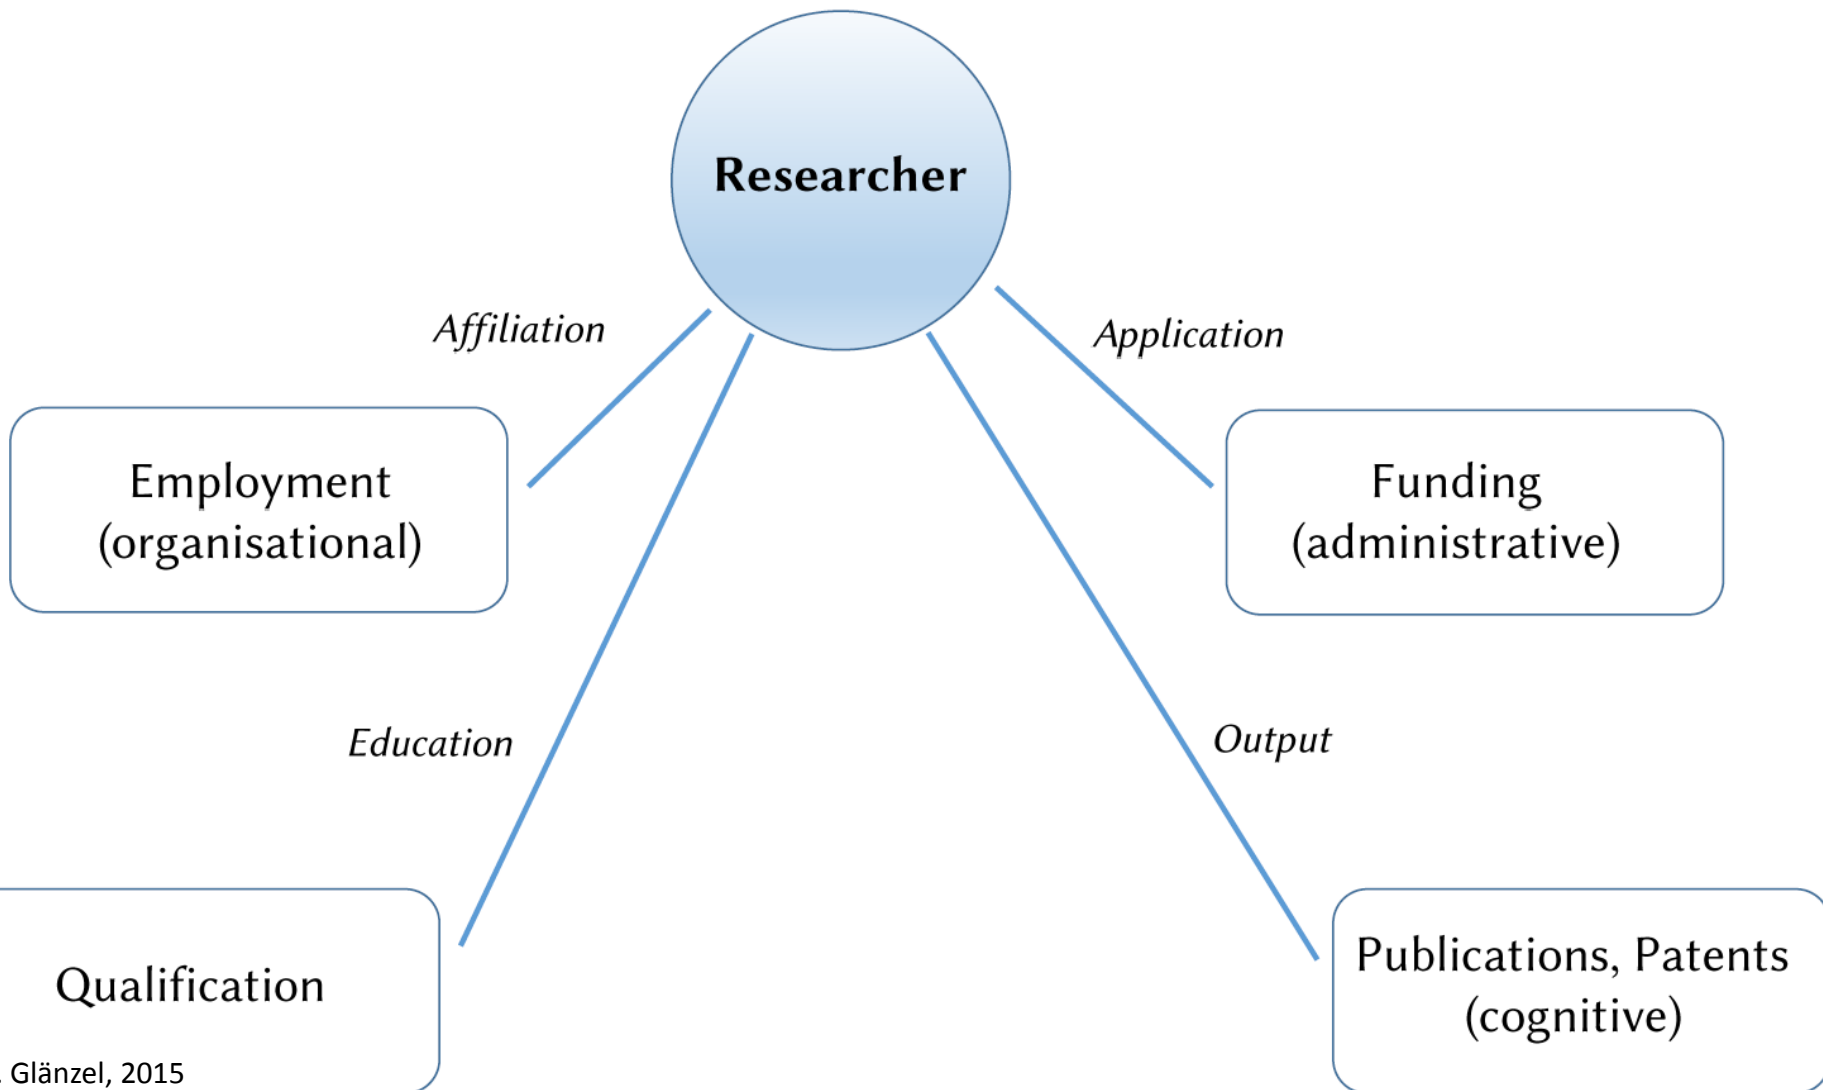 Researcher
Affiliation
Application
Employment
(organisational)
Funding
(administrative)
Education
Output
Qualification
Publications, Patents
(cognitive)
. Glänzel, 2015